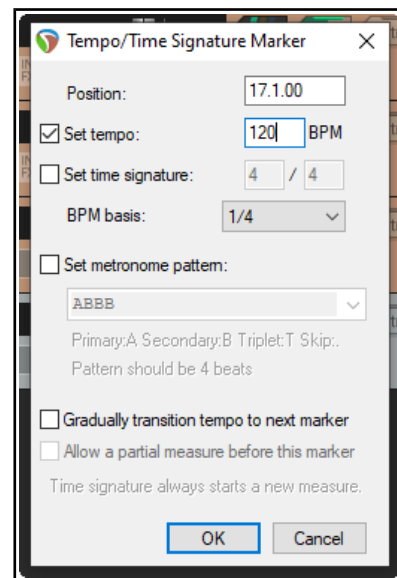 Tempo/Time Signature Marker
Position: 17.1.00
Set tempo: 120 BPM
Set time signature: 4 / 4
BPM basis: 1/4
Set metronome pattern:
ABBB
Primary:A Secondary:B Triplet:T Skip:.
Pattern should be 4 beats
Gradually transition tempo to next marker
Allow a partial measure before this marker
Time signature always starts a new measure.
OK Cancel